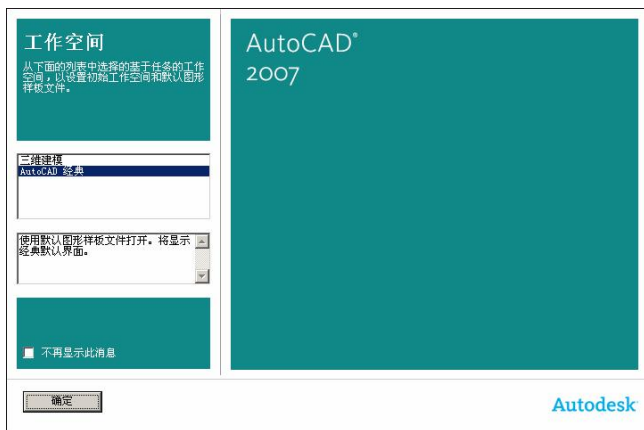 工作空间
从下面的列表中选择的基于任务的工作
空间，以设置初始工作空间和默认图形
样板文件。
三维建模
AutoCAD 经典
使用默认图形样板文件打开。将显示
经典默认界面。
不再显示此消息
确定
AutoCAD®
2007
Autodesk